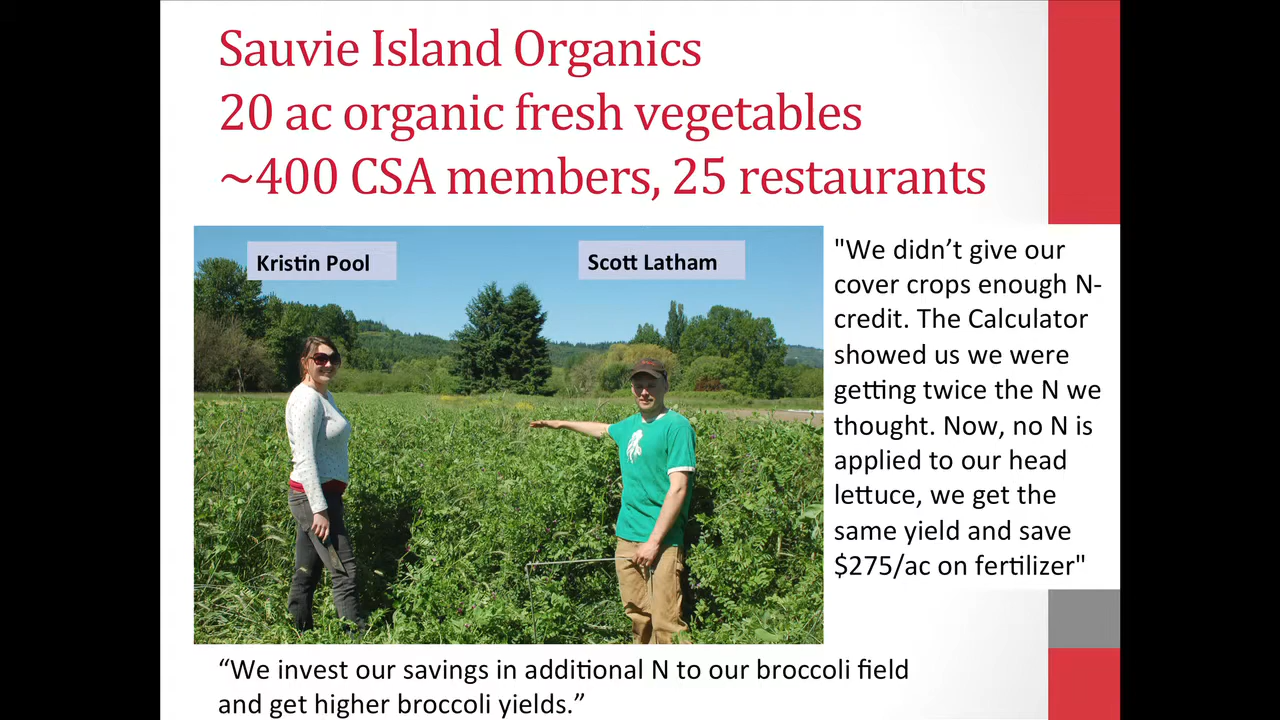 Sauvie Island Organics
20 ac organic fresh vegetables
~400 CSA members, 25 restaurants
Kristin Pool
Scott Latham
"We didn’t give our
cover crops enough N-
credit. The Calculator
showed us we were
getting twice the N we
thought. Now, no N is
applied to our head
lettuce, we get the
same yield and save
$275/ac on fertilizer"
“We invest our savings in additional N to our broccoli field
and get higher broccoli yields.”